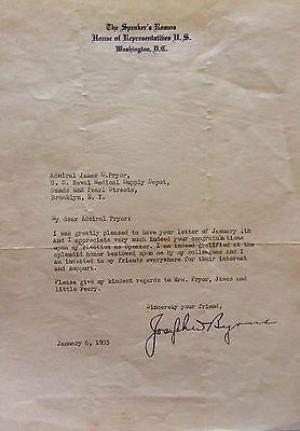 The Speaker's Rooms
House of Representatives U.S.
Washington, D.C.
Admiral James C.Pryor,
U. S. Naval Medical Supply Depot,
Sands and Pearl Streets,
Brooklyn, N. Y.
My dear Admiral Pryor:
I was greatly pleased to have your letter of January 4th
and I appreciate very much indeed your congratulations
upon my election as Speaker. I am indeed gratified at the
splendid honor bestowed upon me by my colleagues and I
am indebted to my friends everywhere for their interest
and support.
Please give my kindest regards to Mrs. Pryor, James and
little Perry.
Sincerely your friend,
Joseph W Byrns
January 6, 1935